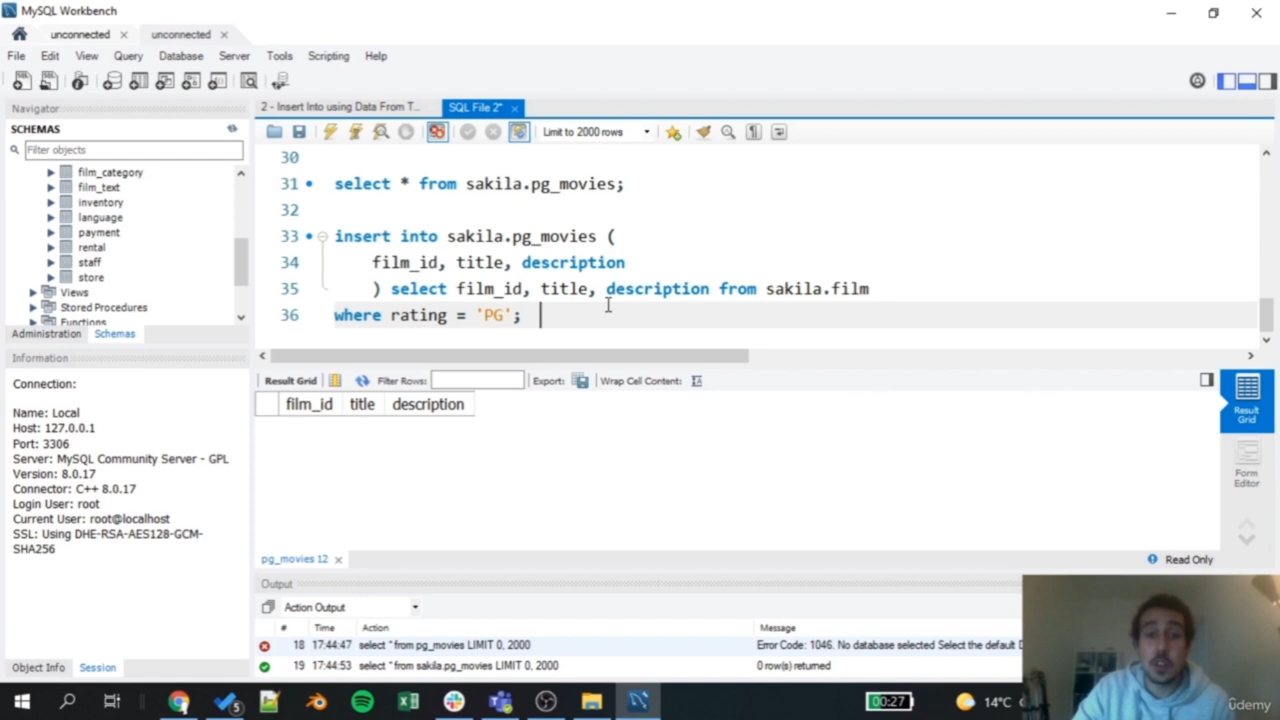 MySQL Workbench
unconnected
unconnected
File Edit View Query Database Server Tools Scripting Help
Navigator
SCHEMAS
Filter objects
film_category
film_text
inventory
language
payment
rental
staff
store
Views
Stored Procedures
Functions
Administration Schemas
Information
Connection:
Name: Local
Host: 127.0.0.1
Port: 3306
Server: MySQL Community Server - GPL
Version: 8.0.17
Connector: C++ 8.0.17
Login User: root
Current User: root@localhost
SSL: Using DHE-RSA-AES128-GCM-
SHA256
Object Info Session
2 - Insert Into using Data From T...
SQL File 2*
Limit to 2000 rows
30
31 select * from sakila.pg_movies;
32
33 insert into sakila.pg_movies (
34 film_id, title, description
35 ) select film_id, title, description from sakila.film
36 where rating = 'PG';
Result Grid Filter Rows: Export: Wrap Cell Content:
film_id title description
Result
Grid
Form
Editor
pg_movies 12
Read Only
Output
Action Output
# Time Action Message
18 17:44:47 select * from pg_movies LIMIT 0, 2000 Error Code: 1046. No database selected Select the default D
19 17:44:53 select * from sakila.pg_movies LIMIT 0, 2000 0 row(s) returned
5
00:27
14°C
ûdemy